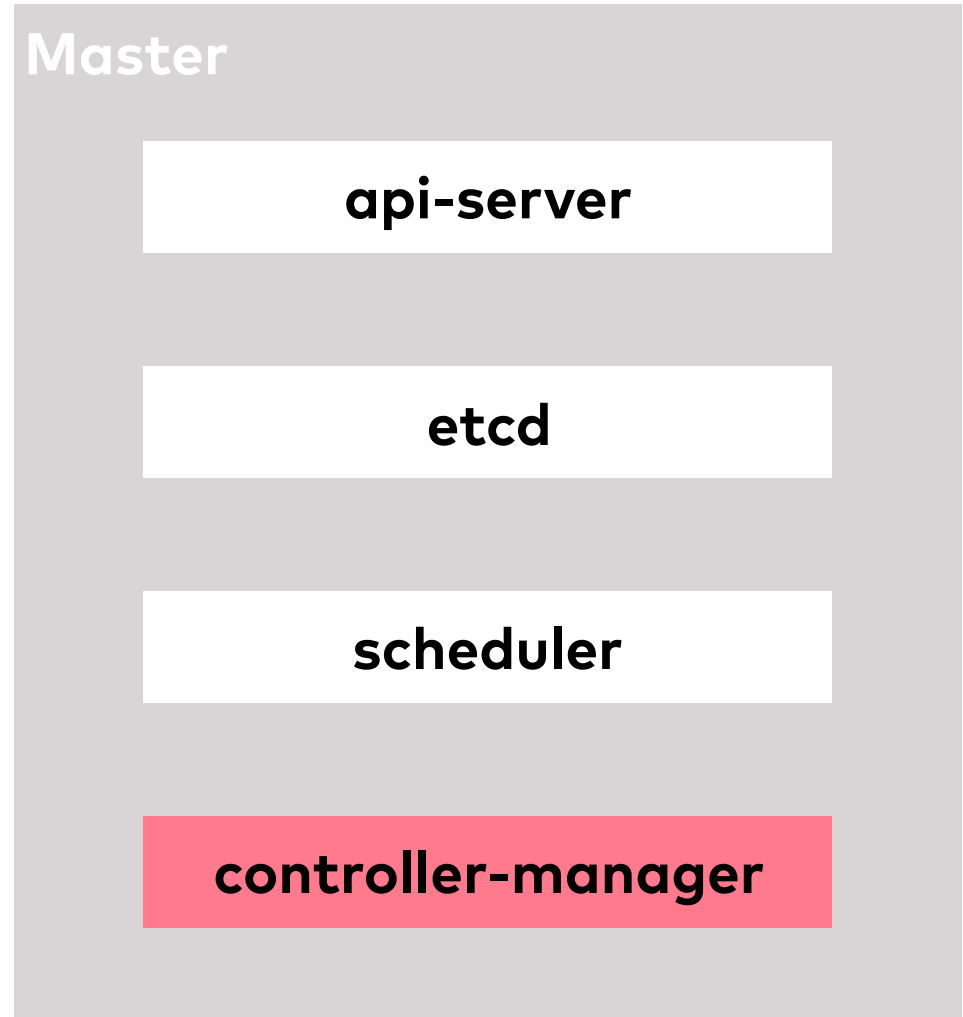 Master
api-server
etcd
scheduler
controller-manager